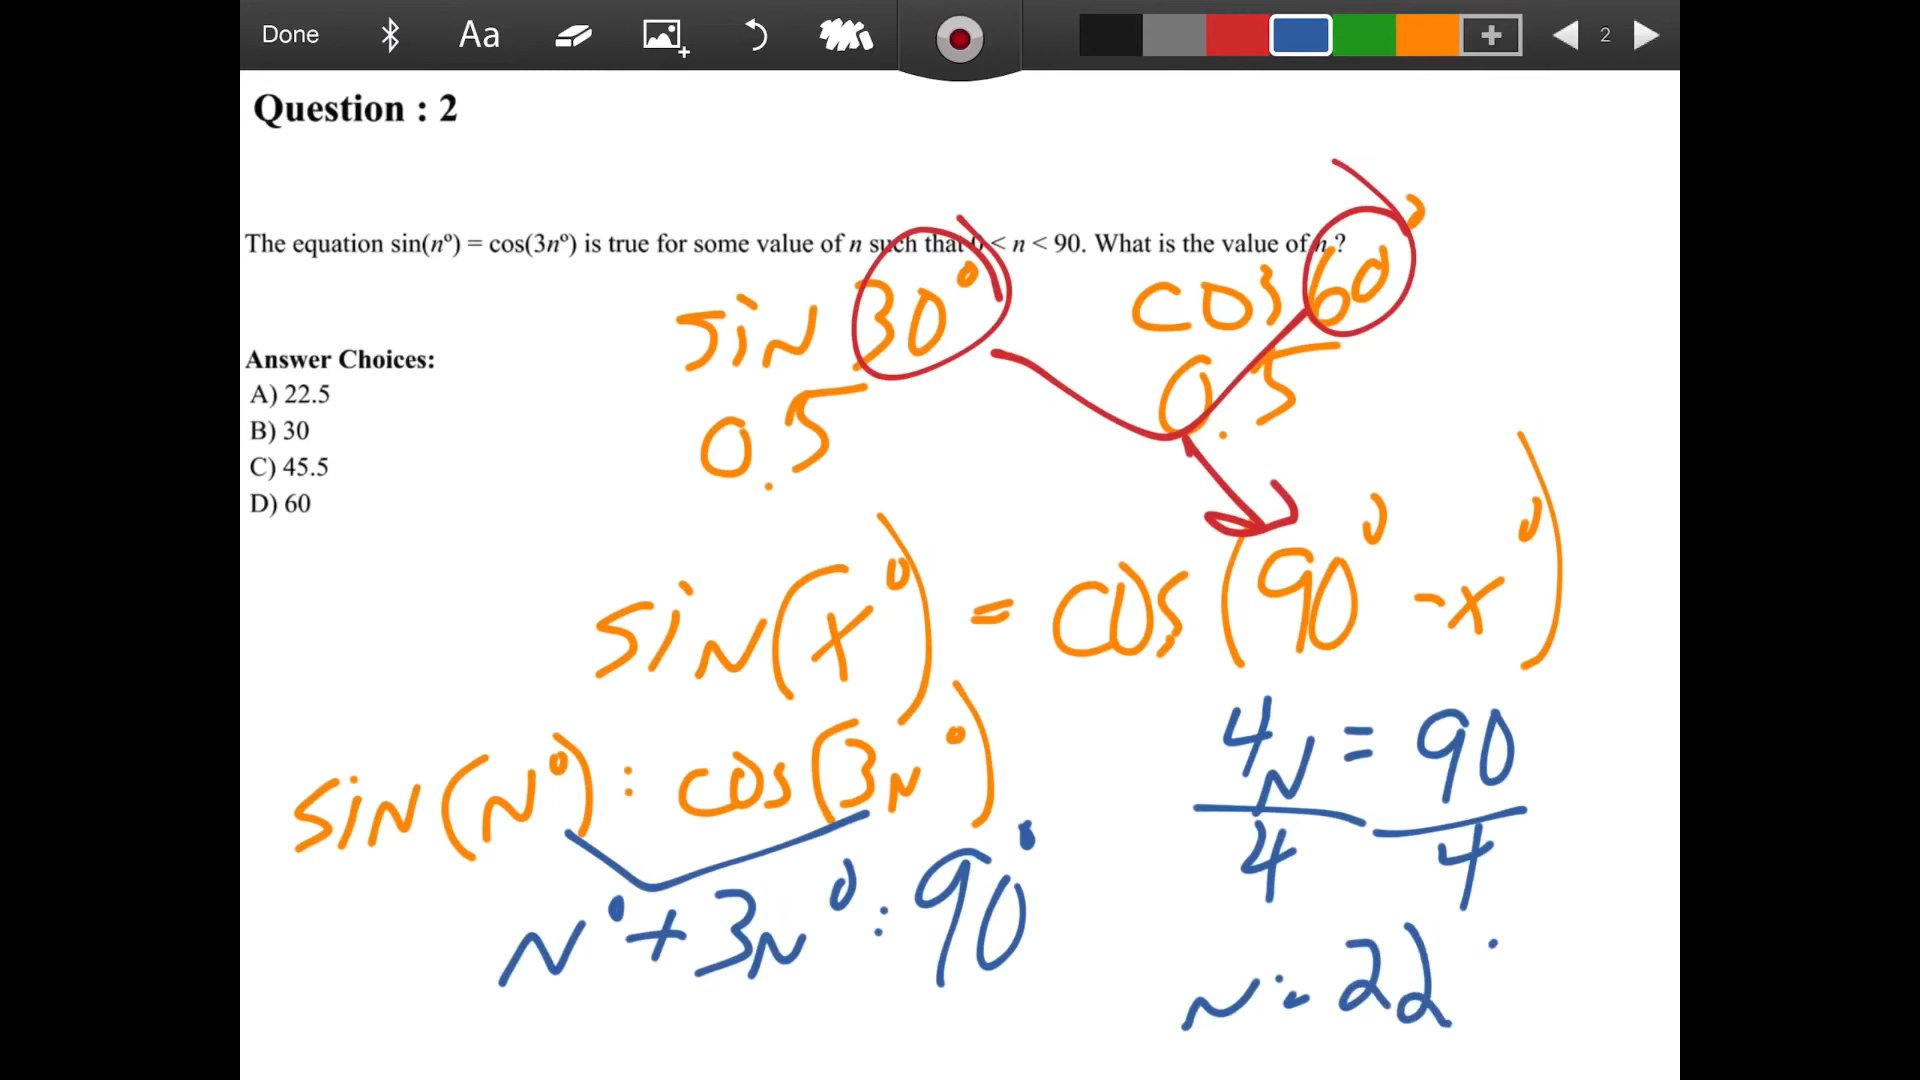 Done Aa 2
Question : 2
The equation sin(nº) = cos(3nº) is true for some value of n such that 0 < n < 90. What is the value of n ?
sin 30°
cos 60°
0.5
0.5
Answer Choices:
A) 22.5
B) 30
C) 45.5
D) 60
sin(x°) = cos(90° - x°)
sin(N°) : cos(3N°)
N° + 3N° : 90°
4N = 90
4 4
N = 22.